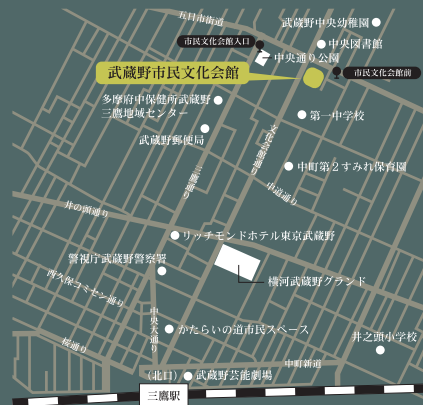 五日市街道
武蔵野中央幼稚園
市民文化会館入口
中央図書館
中央通り公園
武蔵野市民文化会館
市民文化会館前
多摩府中保健所武蔵野
三鷹地域センター
第一中学校
武蔵野郵便局
文化会館通り
中町第2すみれ保育園
三鷹通り
中道通り
井の頭通り
リッチモンドホテル東京武蔵野
警視庁武蔵野警察署
横河武蔵野グランド
西久保コミセン通り
中央大通り
かたらいの道市民スペース
井之頭小学校
桜通り
中町新道
（北口）
武蔵野芸能劇場
三鷹駅